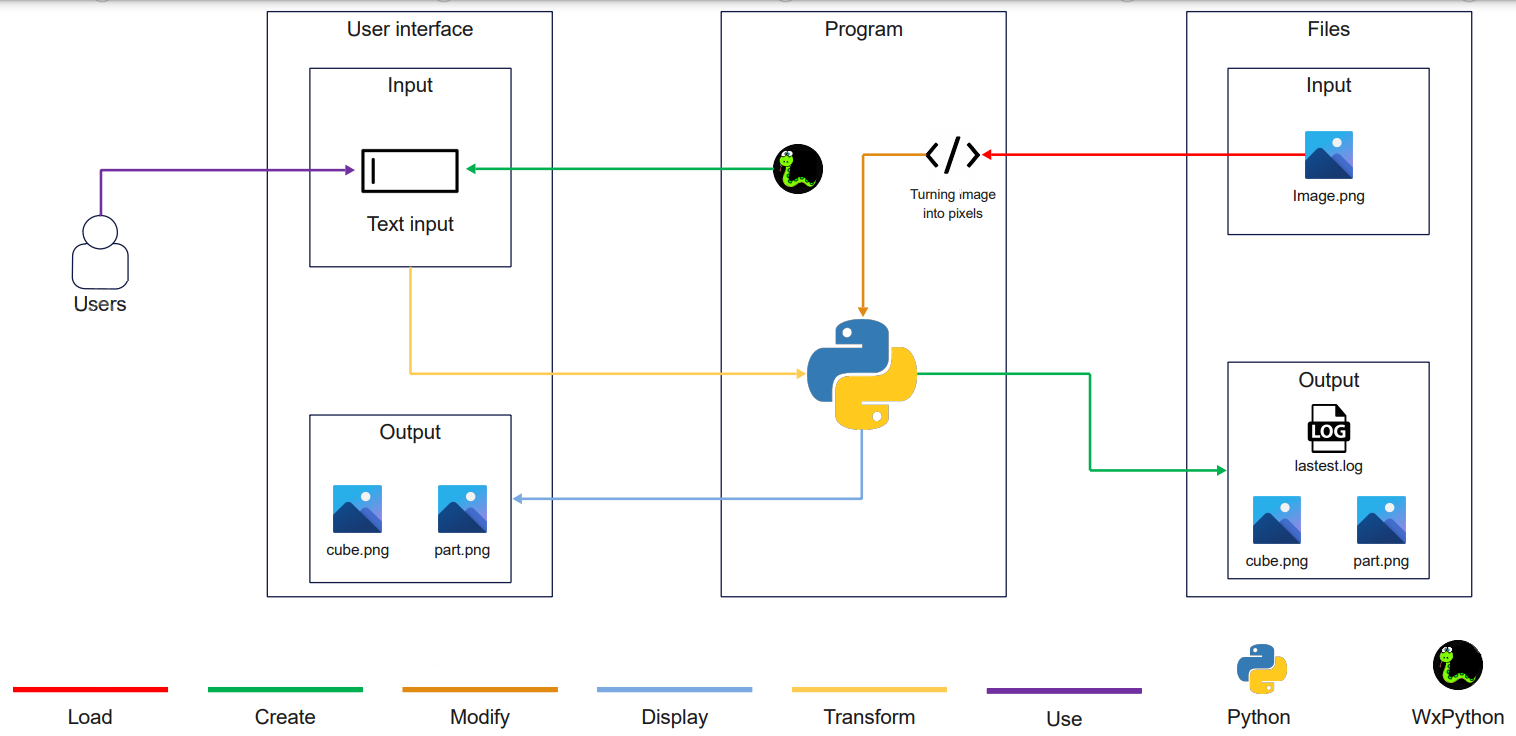 User interface
Program
Files
Input
Input
Text input
Turning image
into pixels
Image.png
Users
Output
cube.png
part.png
Output
LOG
lastest.log
cube.png
part.png
Load
Create
Modify
Display
Transform
Use
Python
WxPython